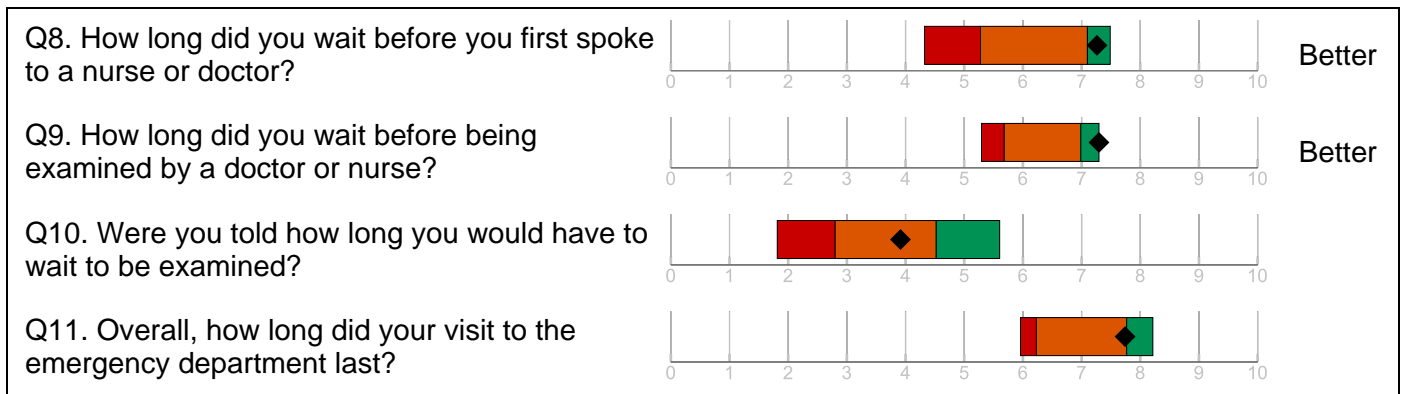 Q8. How long did you wait before you first spoke
to a nurse or doctor?
Better
0 1 2 3 4 5 6 7 8 9 10
Q9. How long did you wait before being
examined by a doctor or nurse?
Better
0 1 2 3 4 5 6 7 8 9 10
Q10. Were you told how long you would have to
wait to be examined?
0 1 2 3 4 5 6 7 8 9 10
Q11. Overall, how long did your visit to the
emergency department last?
0 1 2 3 4 5 6 7 8 9 10